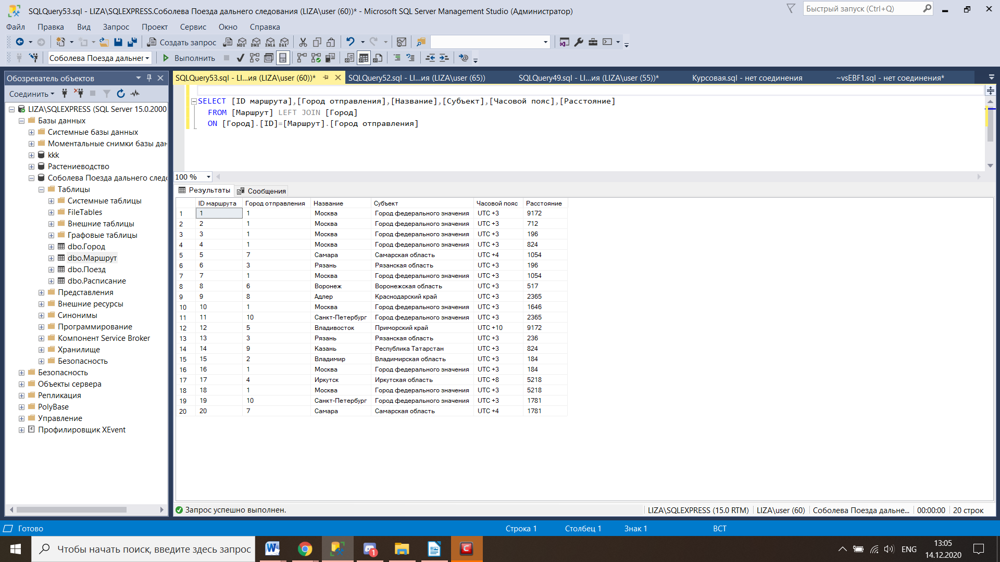 SQLQuery53.sql - LIZA\SQLEXPRESS.Соболева Поезда дальнего следования (LIZA\user (60))* - Microsoft SQL Server Management Studio (Администратор)
Быстрый запуск (Ctrl+Q)
Файл Правка Вид Запрос Проект Сервис Окно Справка
Создать запрос MDX DMX XMLA DAX
Соболева Поезда дальнег Выполнить
Обозреватель объектов
Соединить
LIZA\SQLEXPRESS (SQL Server 15.0.2000
Базы данных
Системные базы данных
Моментальные снимки базы дан
kkk
Растениеводство
Соболева Поезда дальнего следо
Таблицы
Системные таблицы
FileTables
Внешние таблицы
Графовые таблицы
dbo.Город
dbo.Маршрут
dbo.Поезд
dbo.Расписание
Представления
Внешние ресурсы
Синонимы
Программирование
Компонент Service Broker
Хранилище
Безопасность
Безопасность
Объекты сервера
Репликация
PolyBase
Управление
Профилировщик XEvent
SQLQuery53.sql - LI...ия (LIZA\user (60))* SQLQuery52.sql - LI...ия (LIZA\user (65)) SQLQuery49.sql - LI...ия (LIZA\user (55))* Курсовая.sql - нет соединения ~vsEBF1.sql - нет соединения*
SELECT [ID маршрута],[Город отправления],[Название],[Субъект],[Часовой пояс],[Расстояние]
FROM [Маршрут] LEFT JOIN [Город]
ON [Город].[ID]=[Маршрут].[Город отправления]
100 %
Результаты Сообщения
ID маршрута Город отправления Название Субъект Часовой пояс Расстояние
1 1 1 Москва Город федерального значения UTC +3 9172
2 2 1 Москва Город федерального значения UTC +3 712
3 3 1 Москва Город федерального значения UTC +3 196
4 4 1 Москва Город федерального значения UTC +3 824
5 5 7 Самара Самарская область UTC +4 1054
6 6 3 Рязань Рязанская область UTC +3 196
7 7 1 Москва Город федерального значения UTC +3 1054
8 8 6 Воронеж Воронежская область UTC +3 517
9 9 8 Адлер Краснодарский край UTC +3 2365
10 10 1 Москва Город федерального значения UTC +3 1646
11 11 10 Санкт-Петербург Город федерального значения UTC +3 2365
12 12 5 Владивосток Приморский край UTC +10 9172
13 13 3 Рязань Рязанская область UTC +3 236
14 14 9 Казань Республика Татарстан UTC +3 824
15 15 2 Владимир Владимирская область UTC +3 184
16 16 1 Москва Город федерального значения UTC +3 184
17 17 4 Иркутск Иркутская область UTC +8 5218
18 18 1 Москва Город федерального значения UTC +3 5218
19 19 10 Санкт-Петербург Город федерального значения UTC +3 1781
20 20 7 Самара Самарская область UTC +4 1781
Запрос успешно выполнен.
LIZA\SQLEXPRESS (15.0 RTM) LIZA\user (60) Соболева Поезда дальне... 00:00:00 20 строк
Готово Строка 1 Столбец 1 Знак 1 ВСТ
Чтобы начать поиск, введите здесь запрос
ENG
13:05
14.12.2020